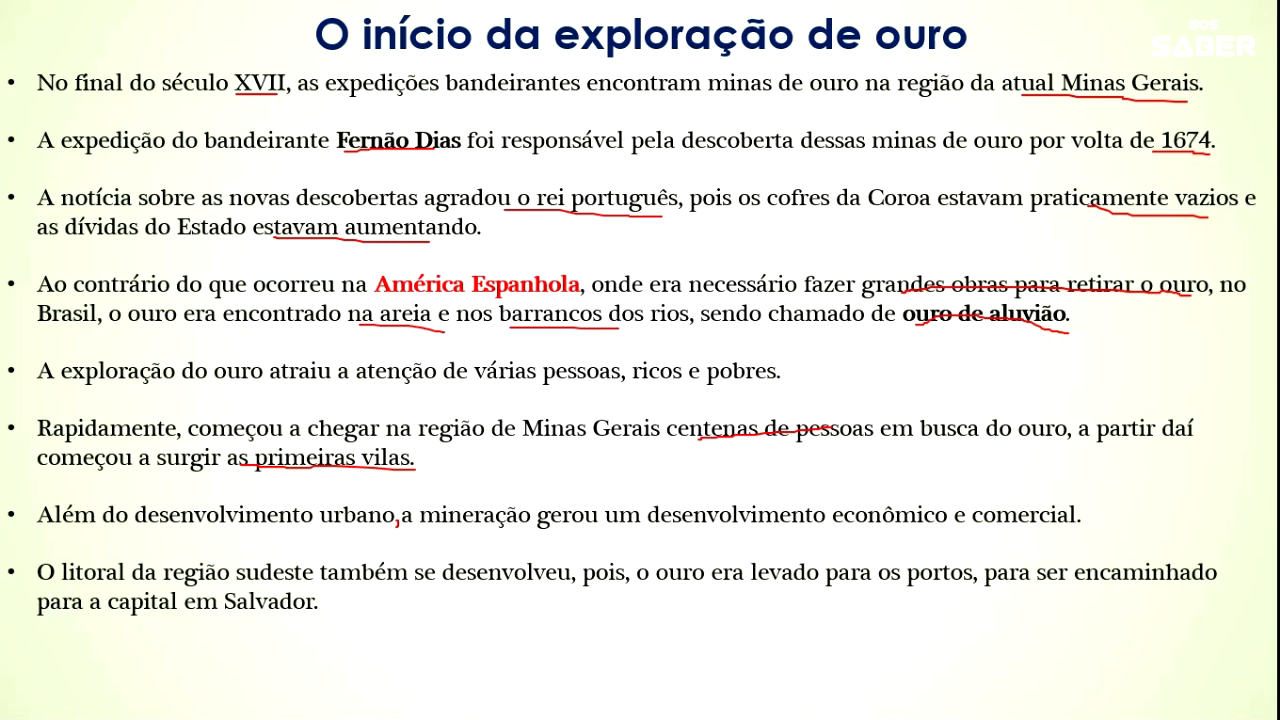 O início da exploração de ouro
SOS
SABER
• No final do século XVII, as expedições bandeirantes encontram minas de ouro na região da atual Minas Gerais.
• A expedição do bandeirante Fernão Dias foi responsável pela descoberta dessas minas de ouro por volta de 1674.
• A notícia sobre as novas descobertas agradou o rei português, pois os cofres da Coroa estavam praticamente vazios e
as dívidas do Estado estavam aumentando.
• Ao contrário do que ocorreu na América Espanhola, onde era necessário fazer grandes obras para retirar o ouro, no
Brasil, o ouro era encontrado na areia e nos barrancos dos rios, sendo chamado de ouro de aluvião.
• A exploração do ouro atraiu a atenção de várias pessoas, ricos e pobres.
• Rapidamente, começou a chegar na região de Minas Gerais centenas de pessoas em busca do ouro, a partir daí
começou a surgir as primeiras vilas.
• Além do desenvolvimento urbano,a mineração gerou um desenvolvimento econômico e comercial.
• O litoral da região sudeste também se desenvolveu, pois, o ouro era levado para os portos, para ser encaminhado
para a capital em Salvador.